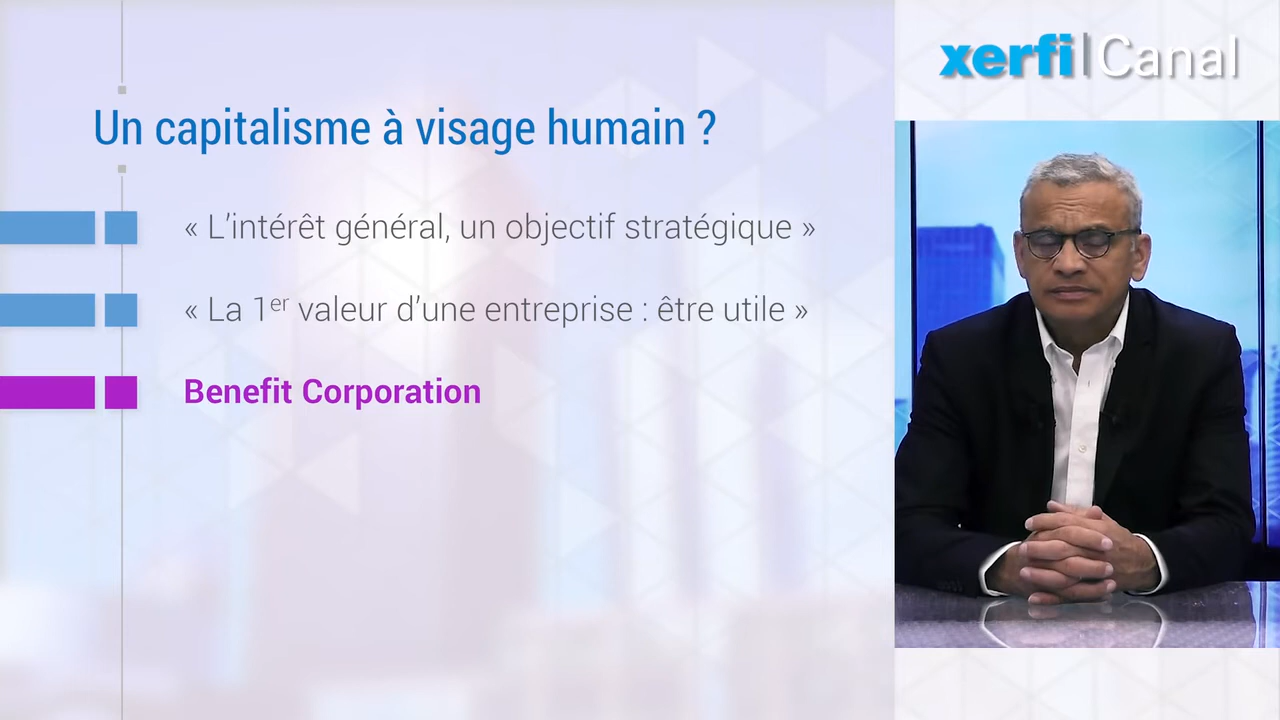 xerfi|Canal
Un capitalisme à visage humain ?
« L’intérêt général, un objectif stratégique »
« La 1er valeur d’une entreprise : être utile »
Benefit Corporation